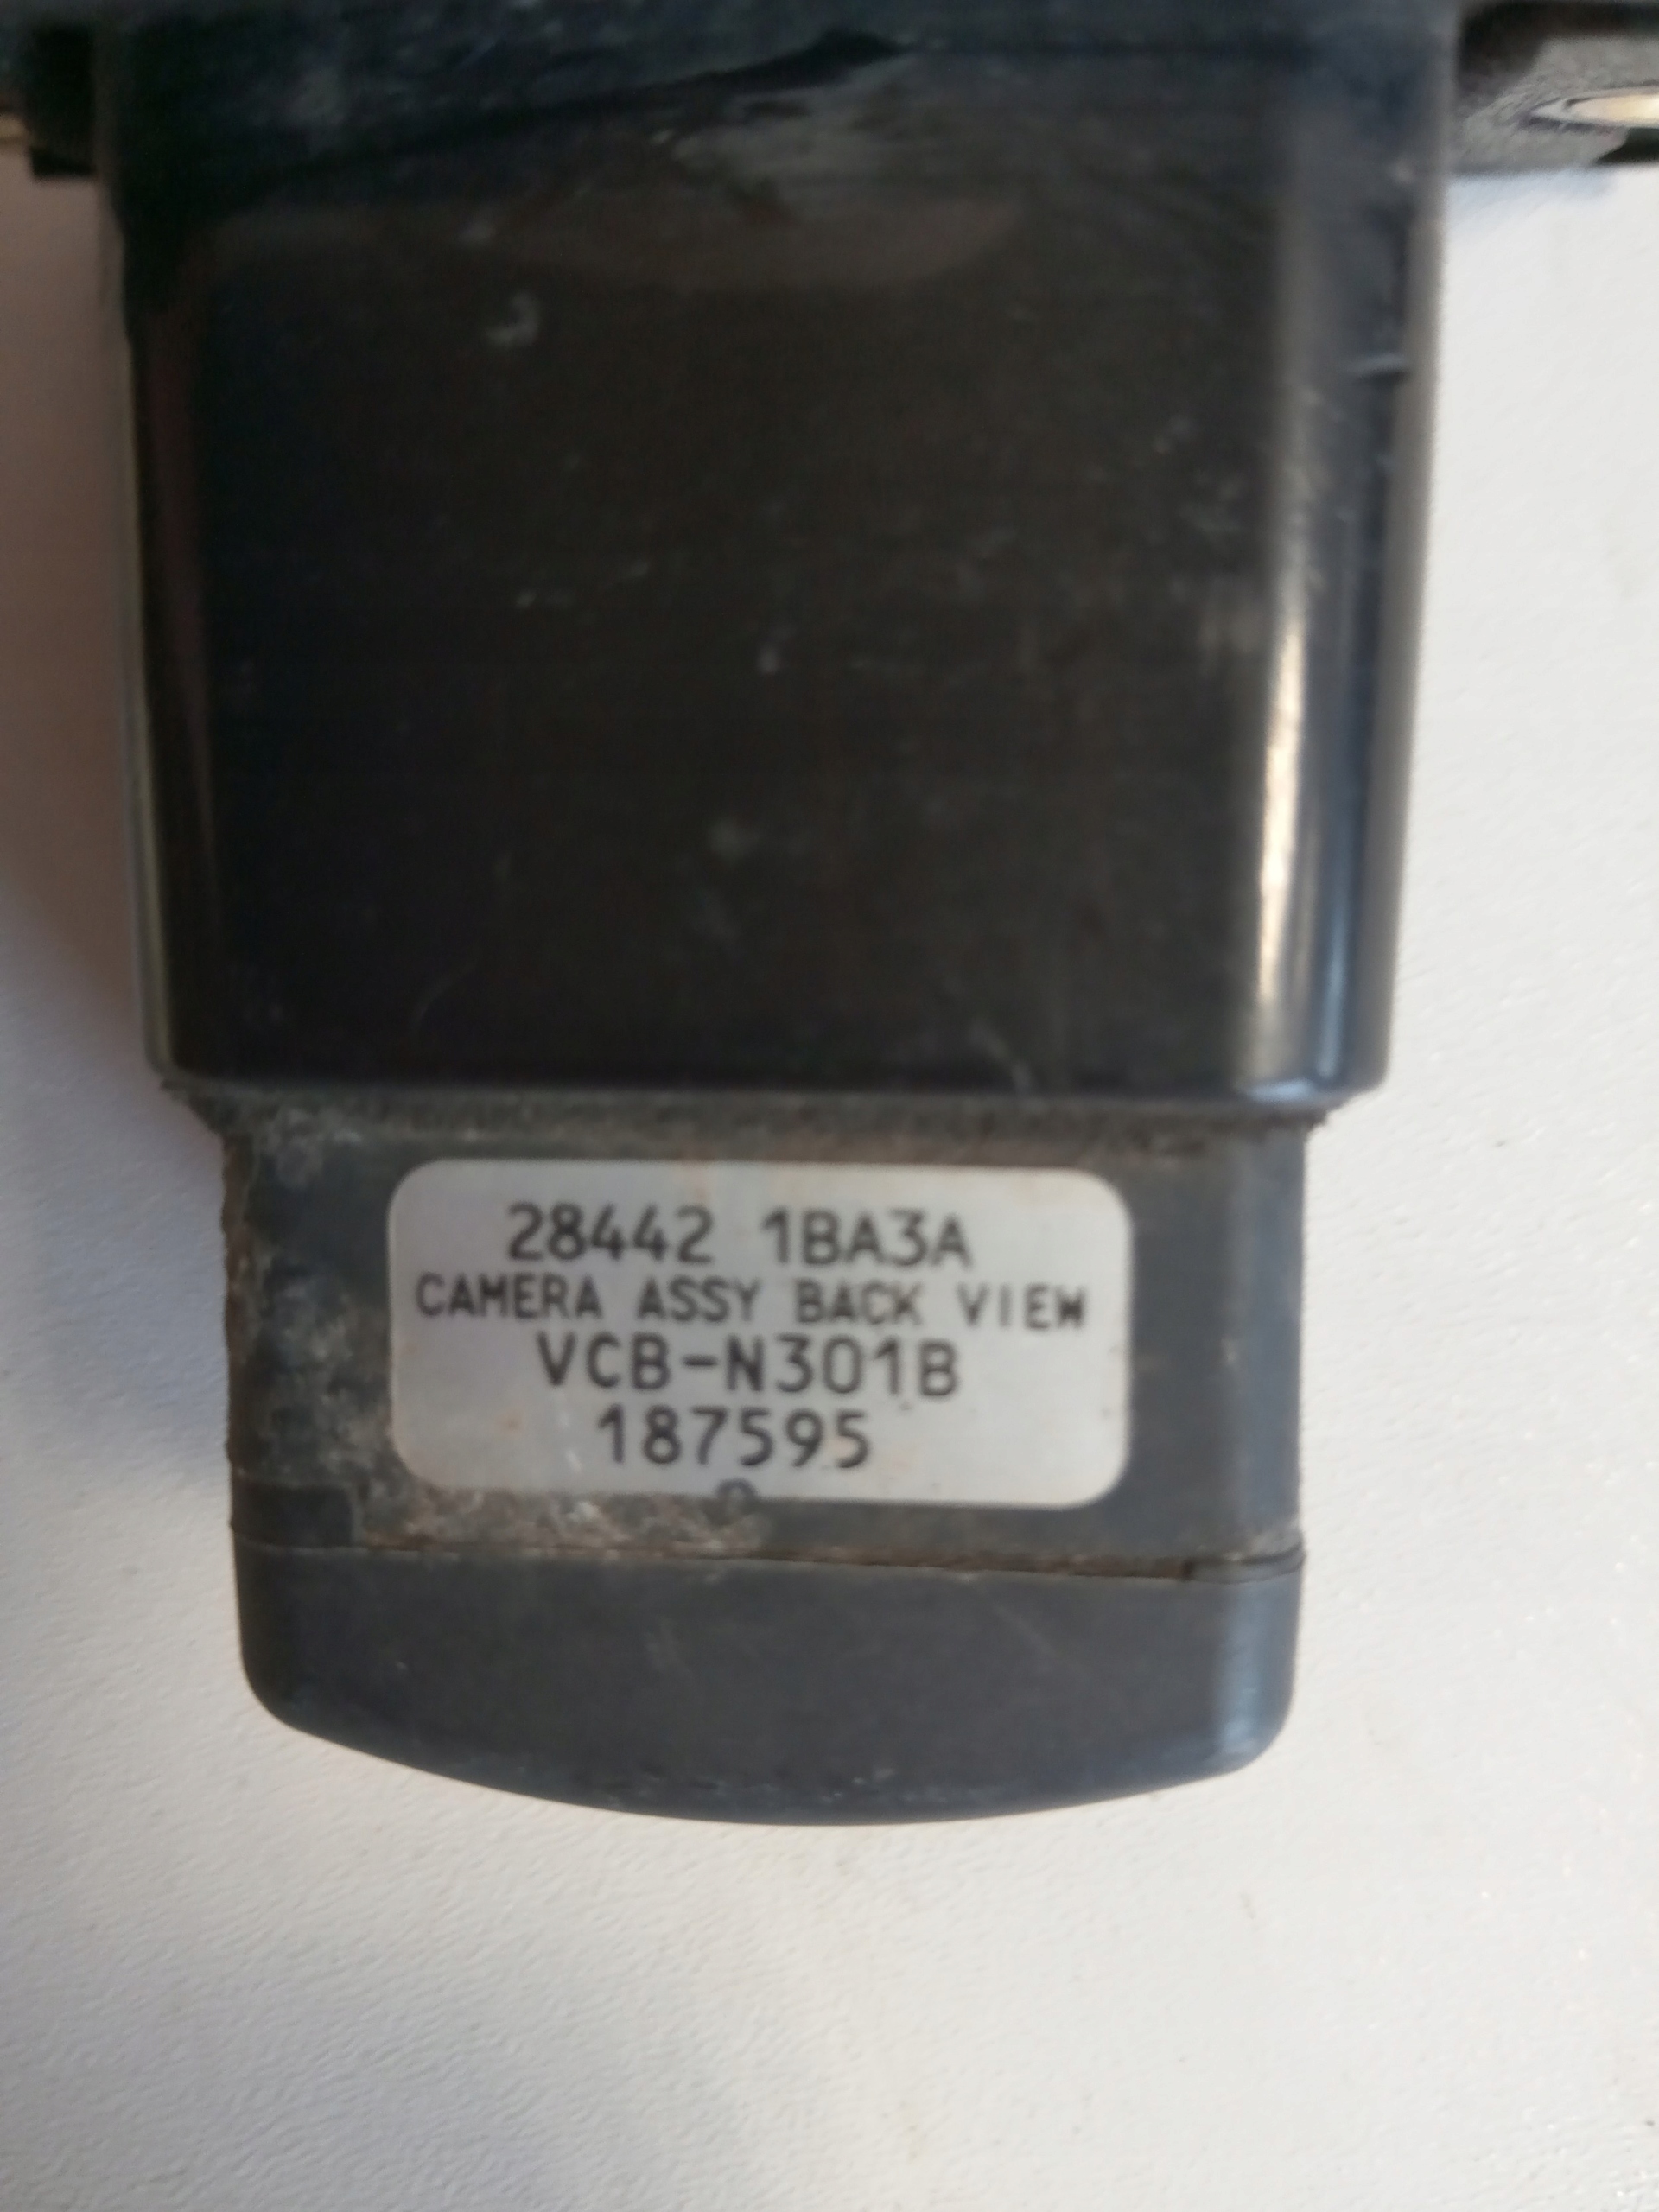 28442 1BA3A
CAMERA ASSY BACK VIEW
VCB-N301B
187595